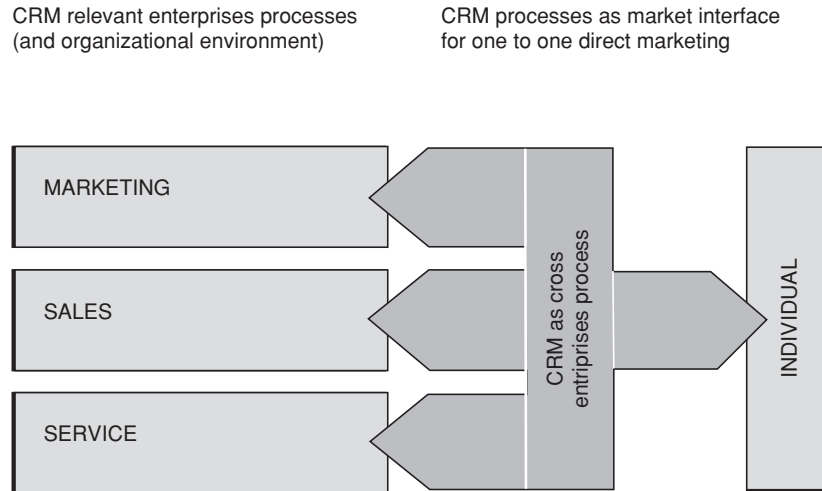 CRM relevant enterprises processes
(and organizational environment)
CRM processes as market interface
for one to one direct marketing
MARKETING
SALES
SERVICE
CRM as cross
entriprises process
INDIVIDUAL